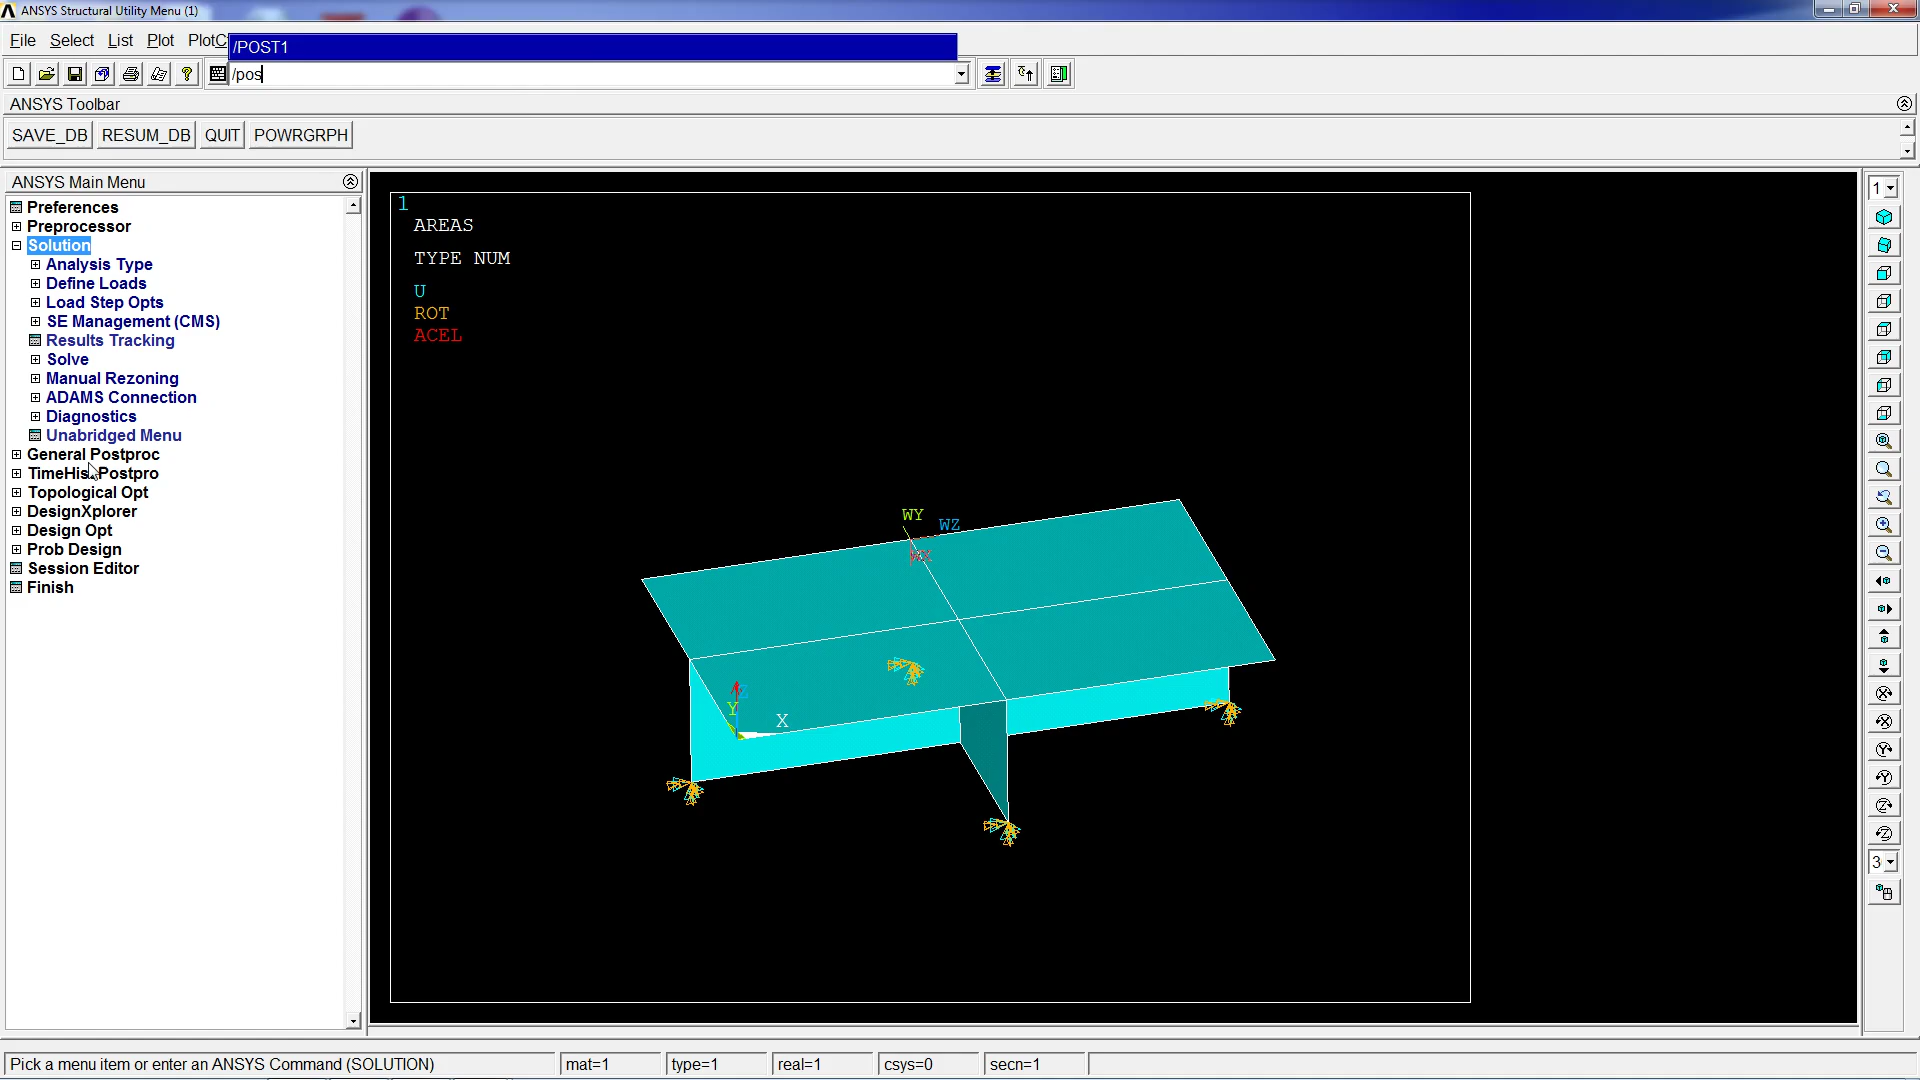 ANSYS Structural Utility Menu (1)
File Select List Plot PlotC
/POST1
/pos
ANSYS Toolbar
SAVE_DB RESUM_DB QUIT POWRGRPH
ANSYS Main Menu
Preferences
Preprocessor
Solution
Analysis Type
Define Loads
Load Step Opts
SE Management (CMS)
Results Tracking
Solve
Manual Rezoning
ADAMS Connection
Diagnostics
Unabridged Menu
General Postproc
TimeHist Postpro
Topological Opt
DesignXplorer
Design Opt
Prob Design
Session Editor
Finish
1
AREAS
TYPE NUM
U
ROT
ACEL
WY
WZ
WX
Z
Y
X
1
3
Pick a menu item or enter an ANSYS Command (SOLUTION) mat=1 type=1 real=1 csys=0 secn=1